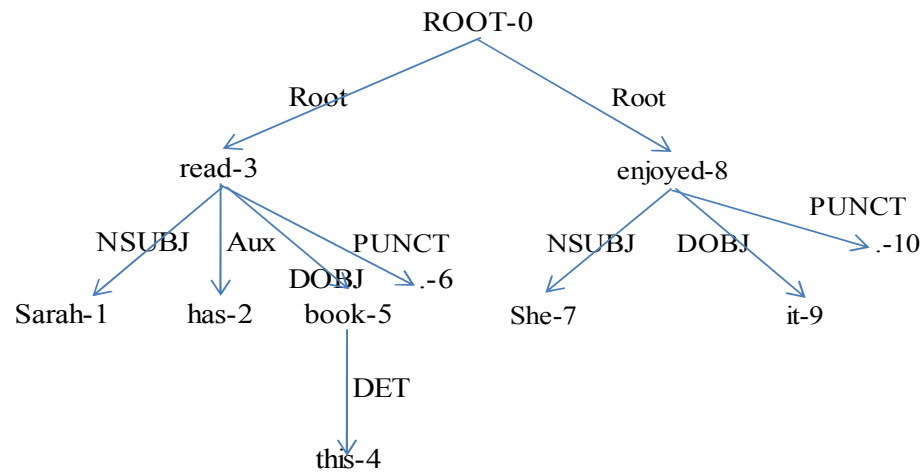 ROOT-0
Root Root
read-3 enjoyed-8
PUNCT
NSUBJ Aux PUNCT NSUBJ DOBJ .-10
DOBJ .-6
Sarah-1 has-2 book-5 She-7 it-9
DET
this-4